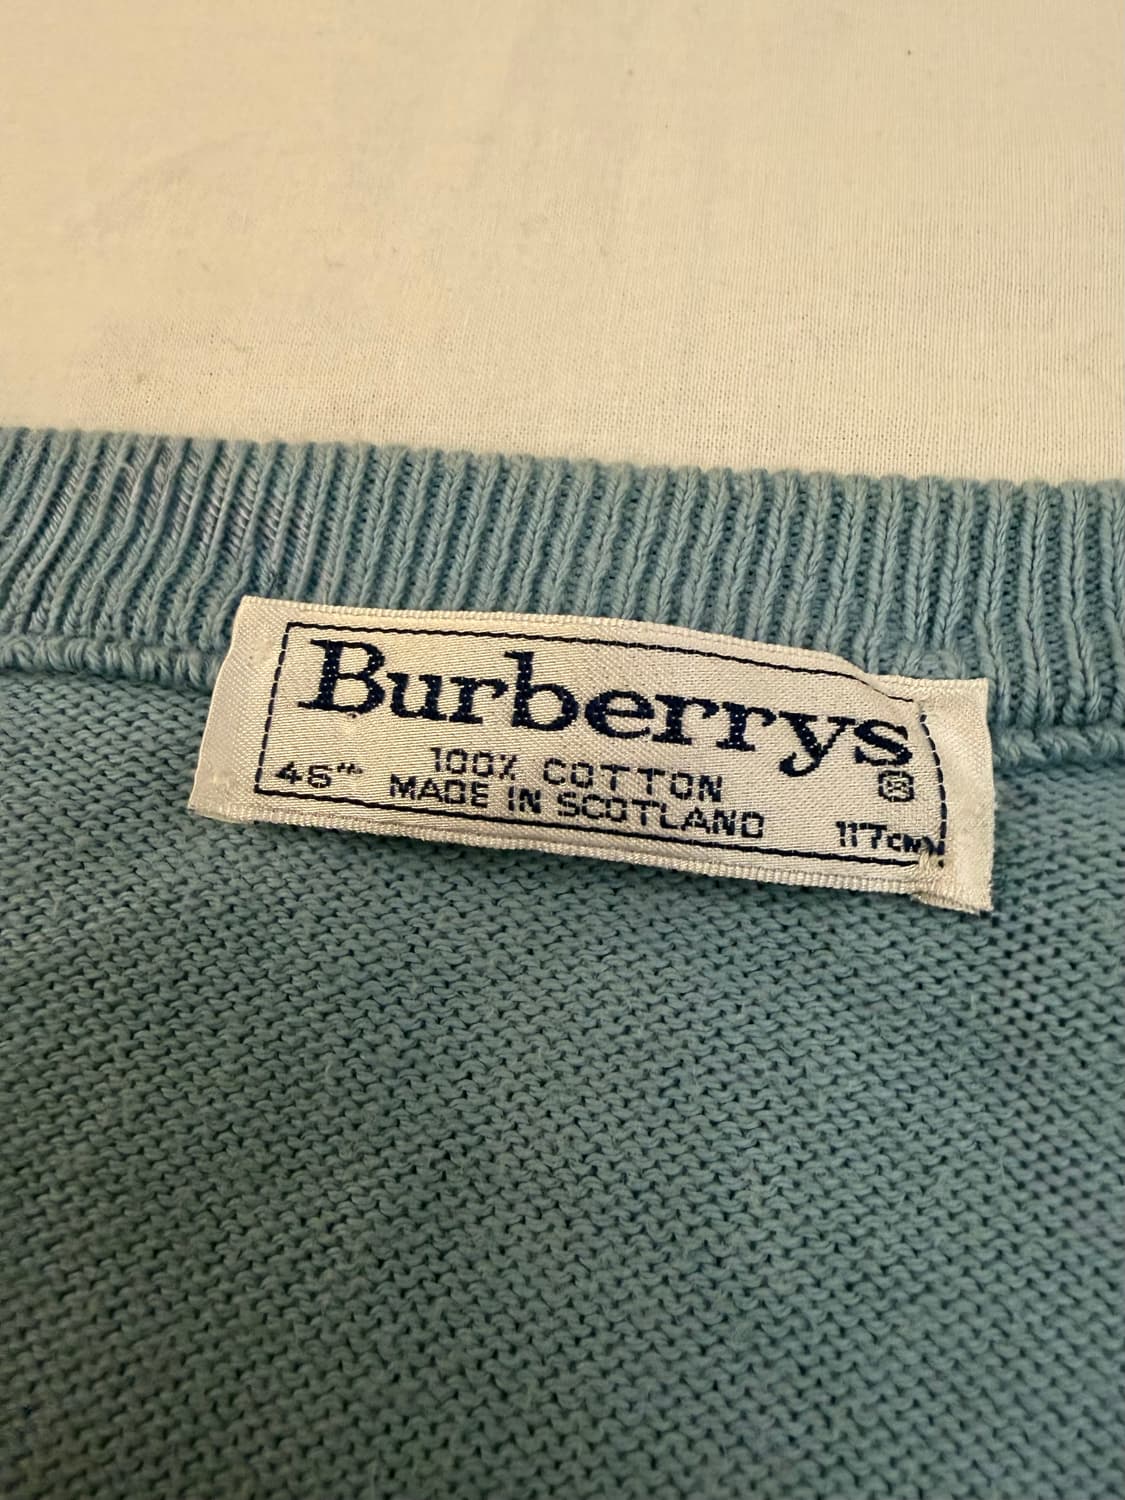 Burberrys®
100% COTTON
46" MADE IN SCOTLAND 117cm